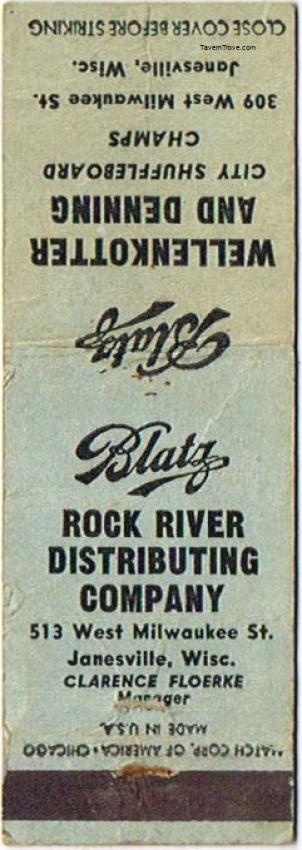 CLOSE COVER BEFORE STRIKING
TavernTrove.com
Janesville, Wisc.
309 West Milwaukee St.
CHAMPS
CITY SHUFFLEBOARD
AND DENNING
WELLENKOTTER
Blatz
Blatz
ROCK RIVER
DISTRIBUTING
COMPANY
513 West Milwaukee St.
Janesville, Wisc.
CLARENCE FLOERKE
Manager
MADE IN U.S.A.
MATCH CORP. OF AMERICA • CHICAGO